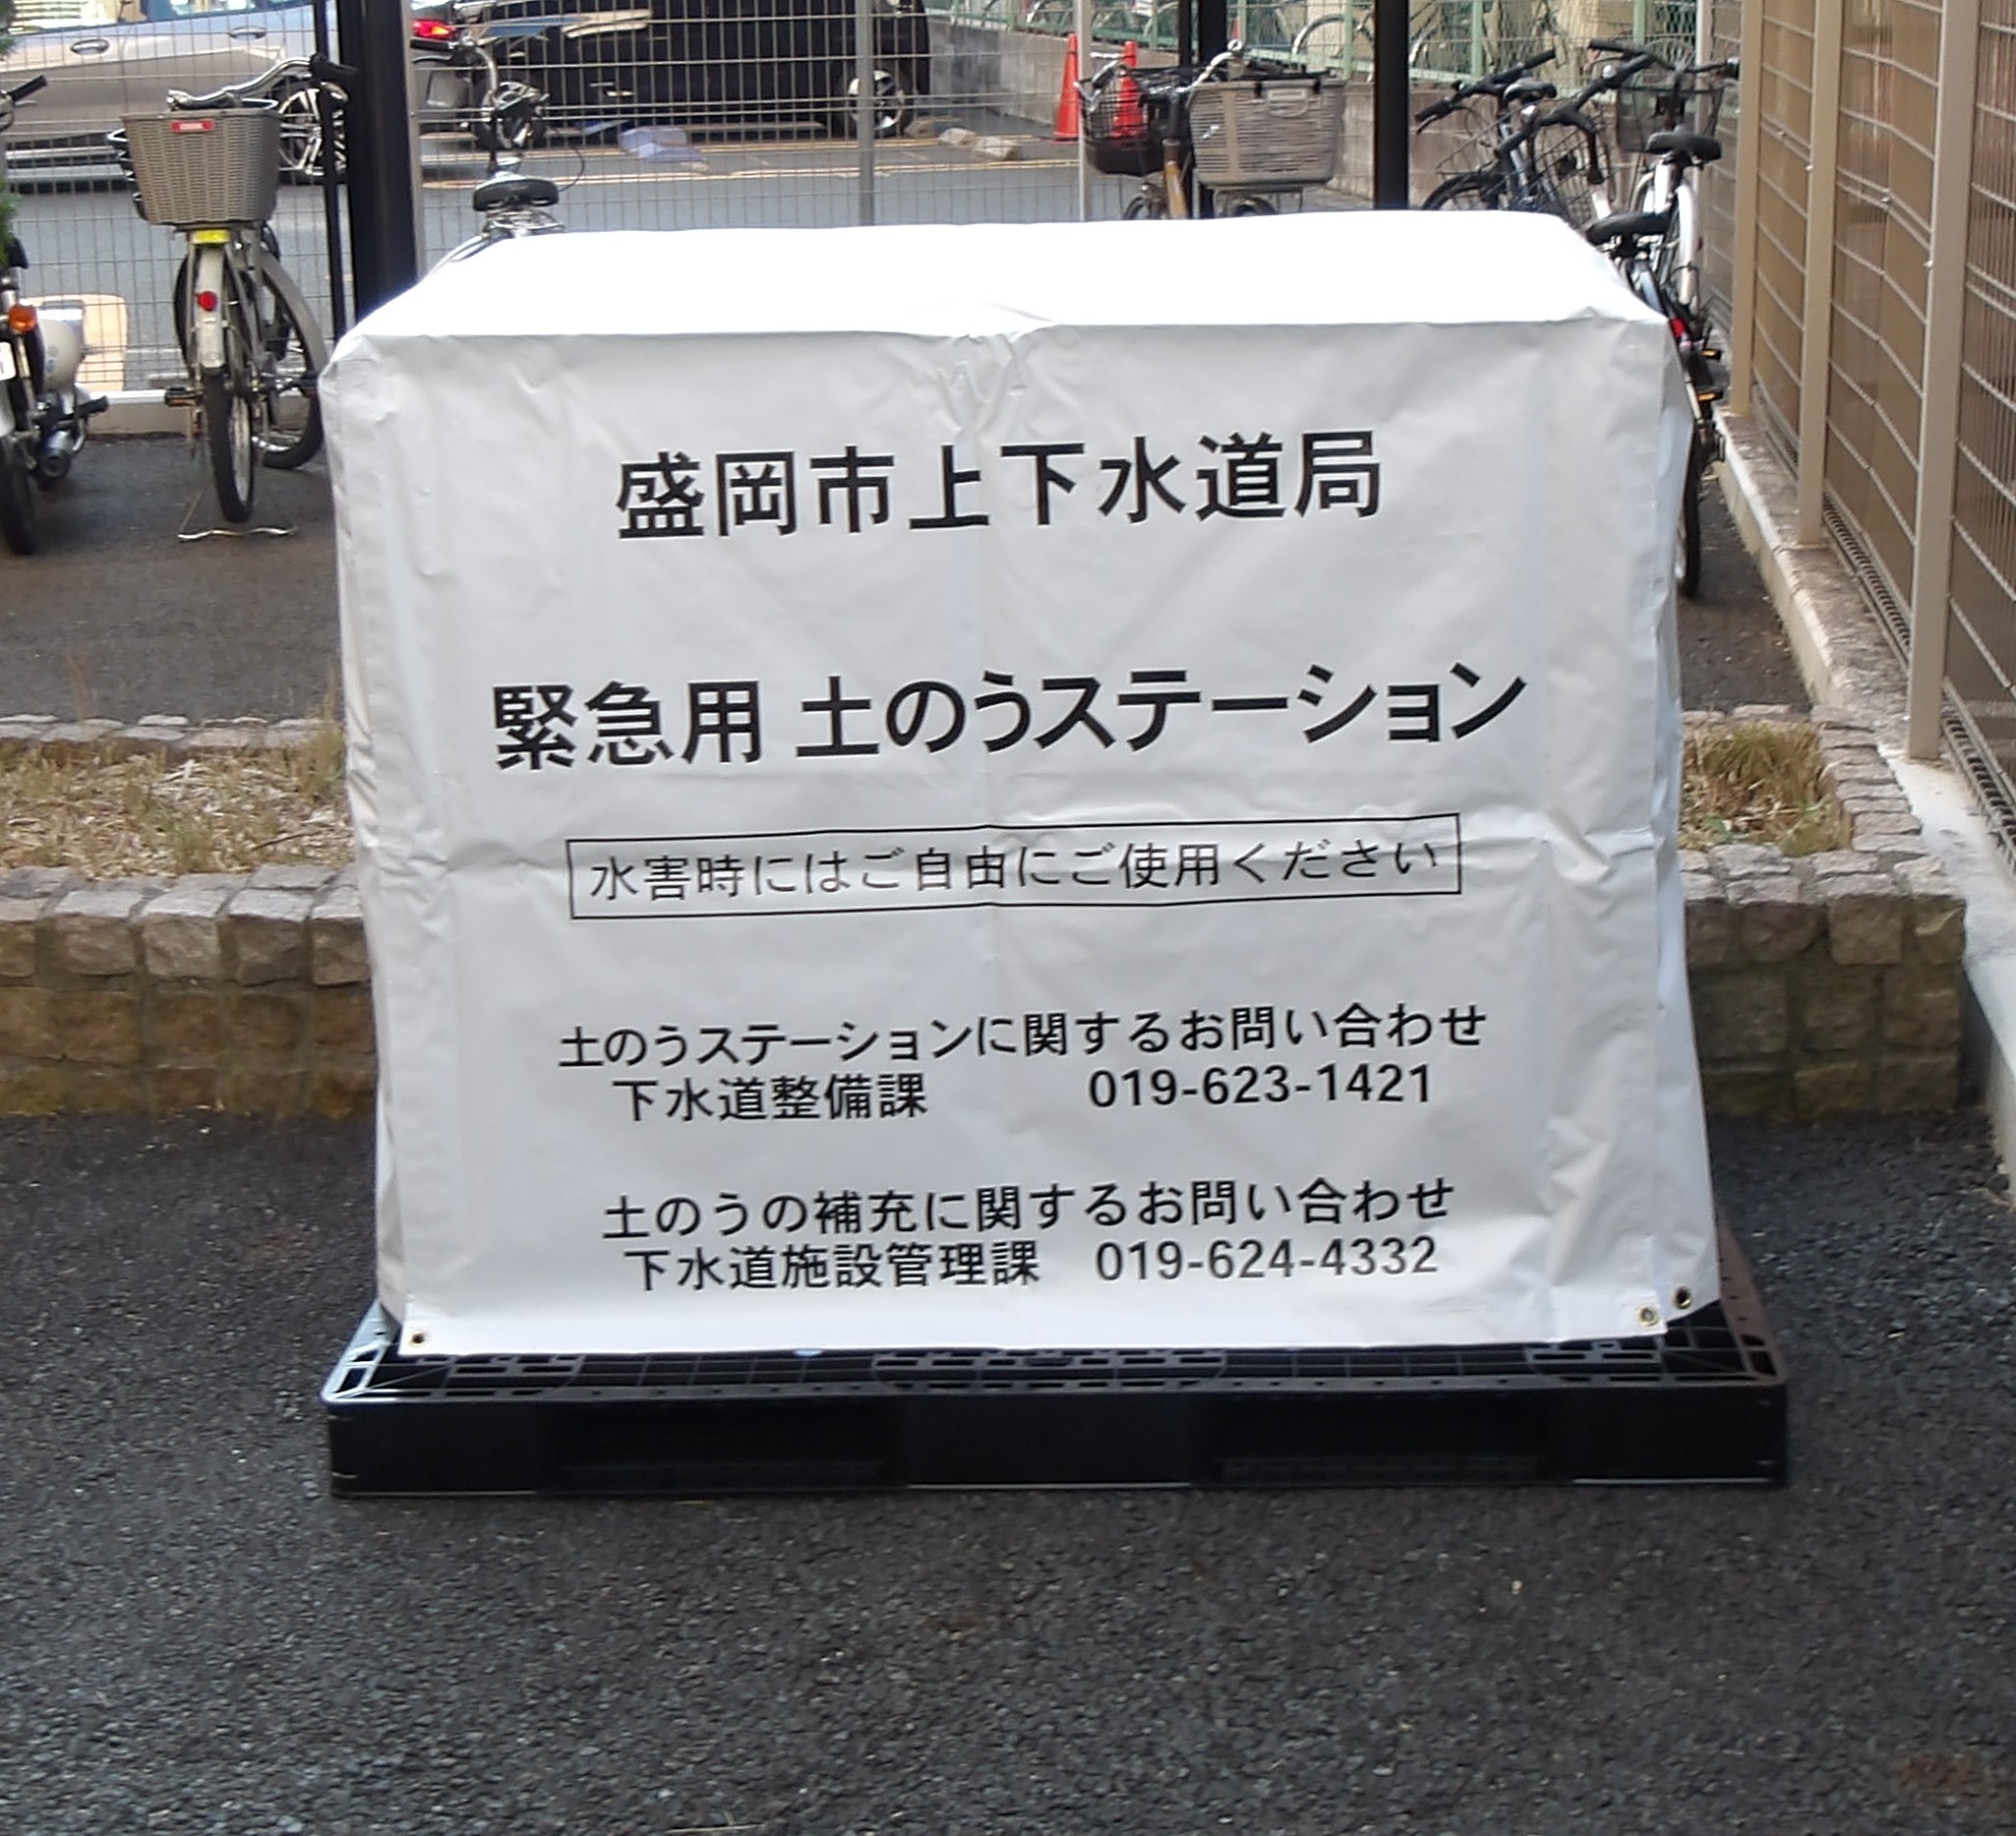 盛岡市上下水道局
緊急用 土のうステーション
水害時にはご自由にご使用ください
土のうステーションに関するお問い合わせ
下水道整備課 019-623-1421
土のうの補充に関するお問い合わせ
下水道施設管理課 019-624-4332